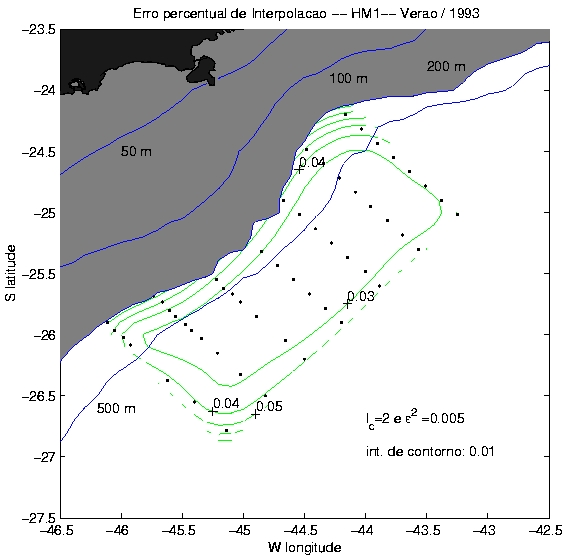 Erro percentual de Interpolacao −− HM1−− Verao / 1993
−23.5
200 m
100 m
−24
50 m
0.04
−24.5
−25
S latitude
−25.5
0.03
−26
−26.5
500 m
0.04
0.05
l_c=2 e ε² =0.005
int. de contorno: 0.01
−27
−27.5
−46.5 −46 −45.5 −45 −44.5 −44 −43.5 −43 −42.5
W longitude